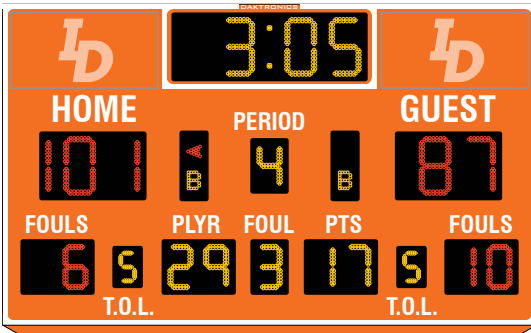 DAKTRONICS
ID 3:05 ID
HOME GUEST
PERIOD
101 B 4 B 87
FOULS PLYR FOUL PTS FOULS
6 5 29 3 17 5 10
T.O.L. T.O.L.